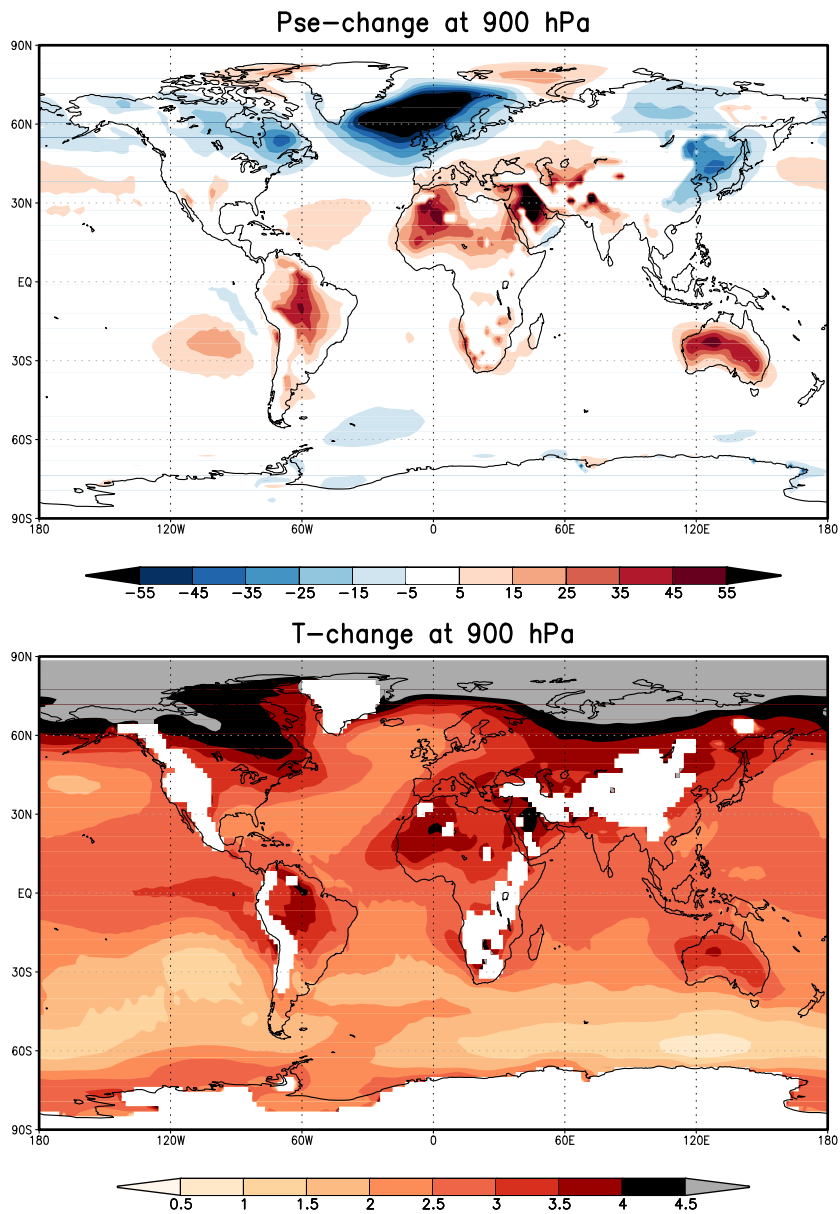 Pse-change at 900 hPa
90N
60N
30N
EQ
30S
60S
90S
180 120W 60W 0 60E 120E 180
-55 -45 -35 -25 -15 -5 5 15 25 35 45 55
T-change at 900 hPa
90N
60N
30N
EQ
30S
60S
90S
180 120W 60W 0 60E 120E 180
0.5 1 1.5 2 2.5 3 3.5 4 4.5